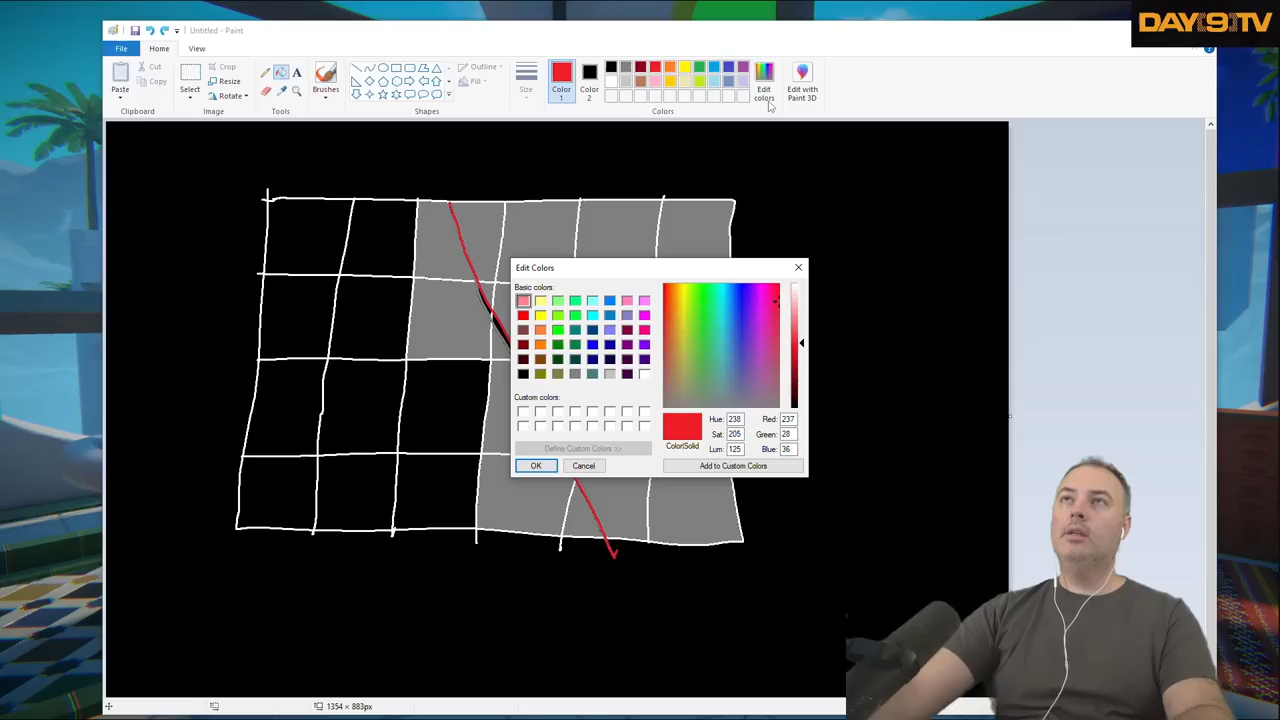 DAY[9]TV
Untitled - Paint
File
Home
View
Paste
Cut
Copy
Clipboard
Select
Crop
Resize
Rotate
Image
Tools
Brushes
Shapes
Outline
Fill
Size
Color
1
Color
2
Colors
Edit
colors
Edit with
Paint 3D
Edit Colors
Basic colors:
Custom colors:
Define Custom Colors >>
OK
Cancel
Color|Solid
Hue: 238
Sat: 205
Lum: 125
Red: 237
Green: 28
Blue: 36
Add to Custom Colors
1354 × 883px